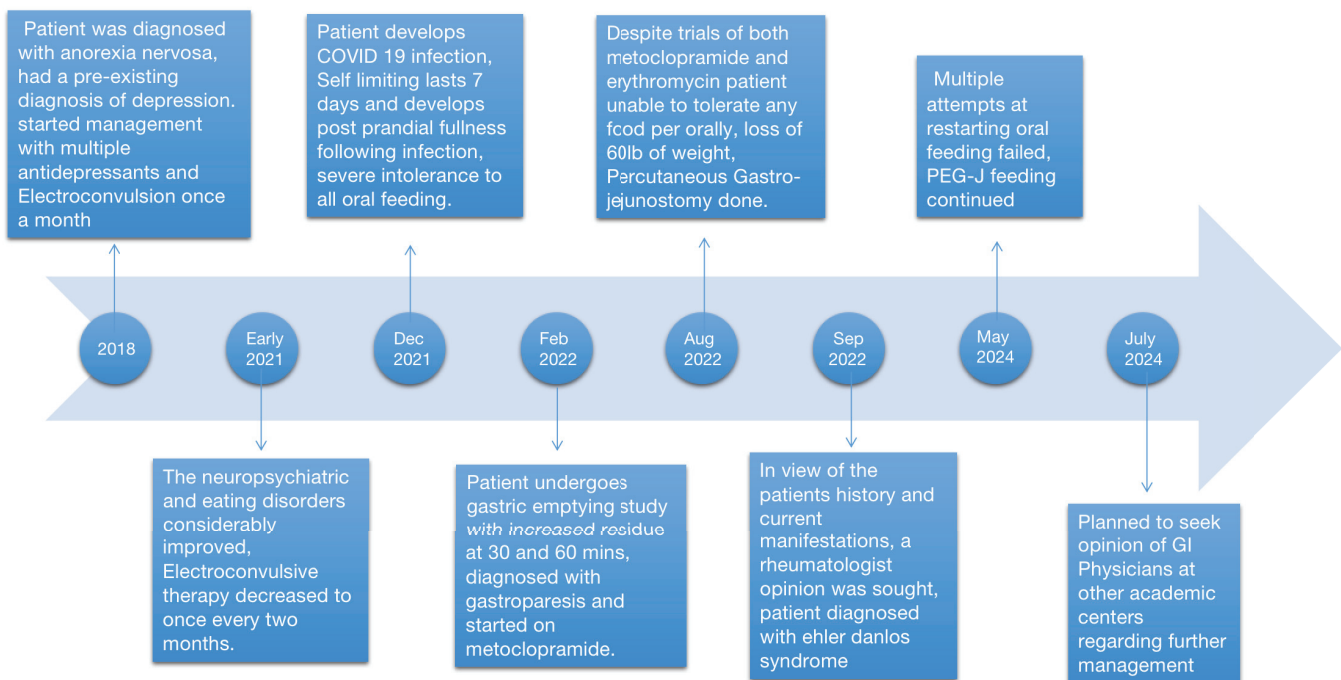 Patient was diagnosed
with anorexia nervosa,
had a pre-existing
diagnosis of depression.
started management
with multiple
antidepressants and
Electroconvulsion once
a month
Patient develops
COVID 19 infection,
Self limiting lasts 7
days and develops
post prandial fullness
following infection,
severe intolerance to
all oral feeding.
Despite trials of both
metoclopramide and
erythromycin patient
unable to tolerate any
food per orally, loss of
60lb of weight,
Percutaneous Gastro-
jejunostomy done.
Multiple
attempts at
restarting oral
feeding failed,
PEG-J feeding
continued
2018
Early
2021
Dec
2021
Feb
2022
Aug
2022
Sep
2022
May
2024
July
2024
The neuropsychiatric
and eating disorders
considerably
improved,
Electroconvulsive
therapy decreased to
once every two
months.
Patient undergoes
gastric emptying study
with increased residue
at 30 and 60 mins,
diagnosed with
gastroparesis and
started on
metoclopramide.
In view of the
patients history and
current
manifestations, a
rheumatologist
opinion was sought,
patient diagnosed
with ehler danlos
syndrome
Planned to seek
opinion of GI
Physicians at
other academic
centers
regarding further
management